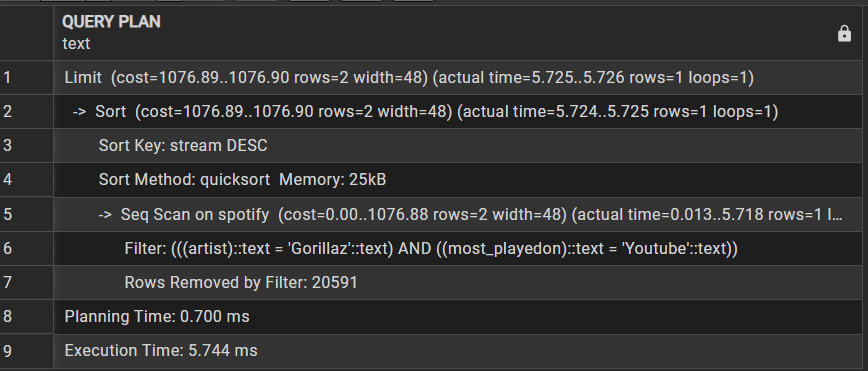 QUERY PLAN
text
1 Limit (cost=1076.89..1076.90 rows=2 width=48) (actual time=5.725..5.726 rows=1 loops=1)
2 -> Sort (cost=1076.89..1076.90 rows=2 width=48) (actual time=5.724..5.725 rows=1 loops=1)
3 Sort Key: stream DESC
4 Sort Method: quicksort Memory: 25kB
5 -> Seq Scan on spotify (cost=0.00..1076.88 rows=2 width=48) (actual time=0.013..5.718 rows=1 l...
6 Filter: (((artist)::text = 'Gorillaz'::text) AND ((most_playedon)::text = 'Youtube'::text))
7 Rows Removed by Filter: 20591
8 Planning Time: 0.700 ms
9 Execution Time: 5.744 ms